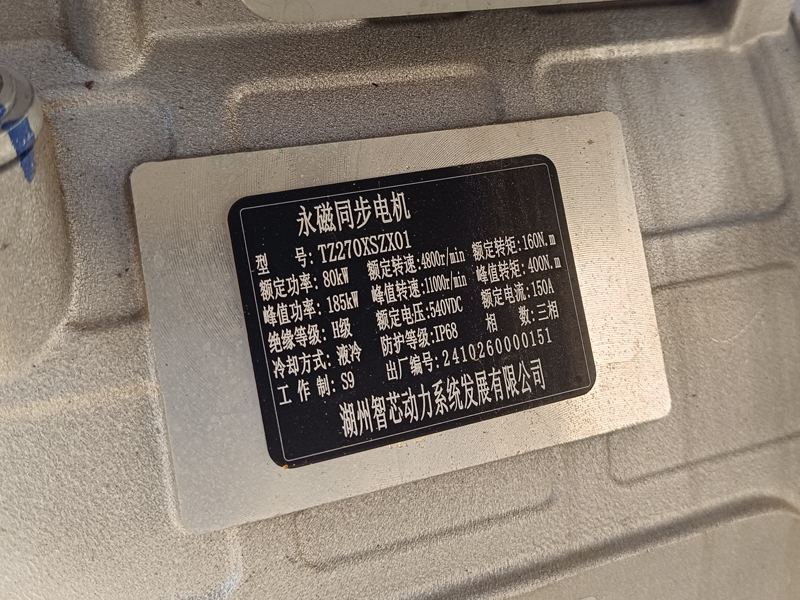 永磁同步电机
型 号: TZ270XSZX01
额定功率: 80kW 额定转速:4800r/min 额定转矩:160N.m
峰值功率: 185kW 峰值转速:11000r/min 峰值转矩:400N.m
绝缘等级: H级 额定电压:540VDC 额定电流:150A
冷却方式: 液冷 防护等级:IP68 相 数:三相
工 作 制: S9 出厂编号:2410260000151
湖州智芯动力系统发展有限公司